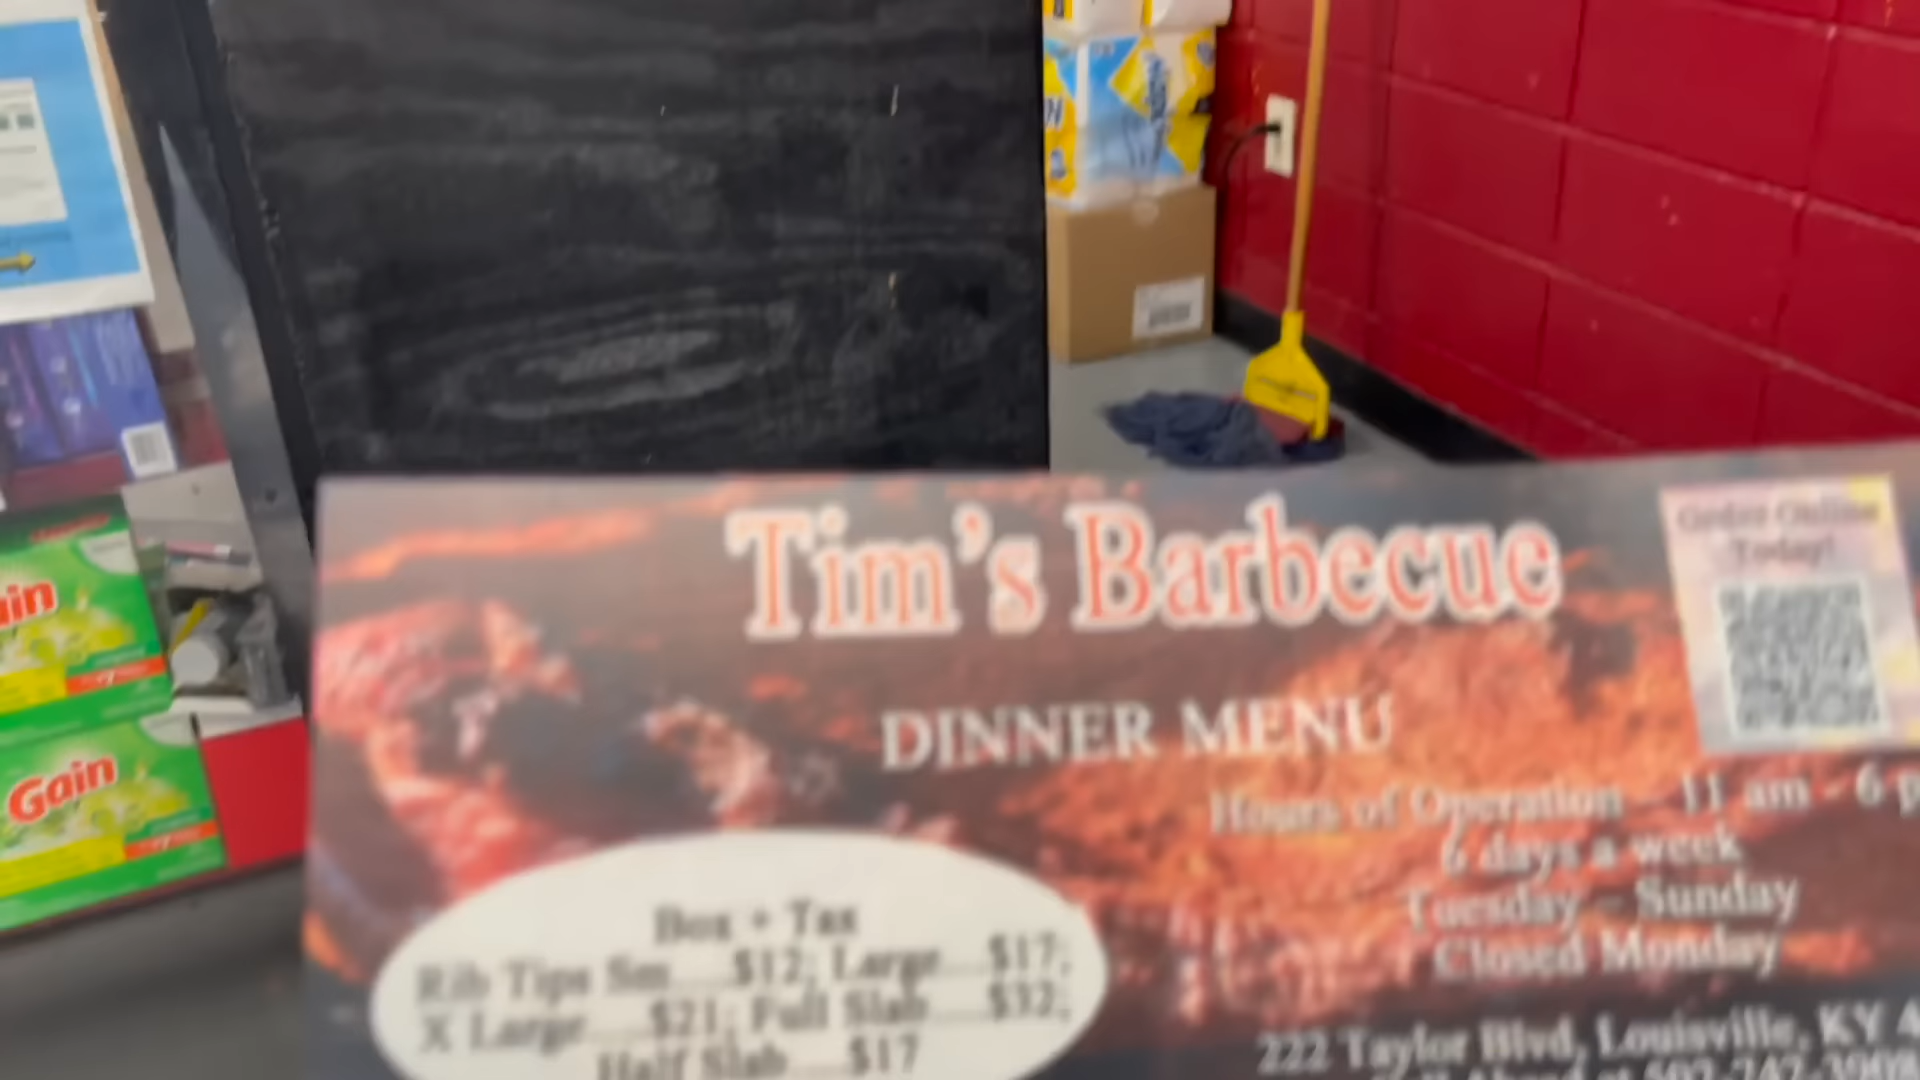 Tim's Barbecue
Order Online
Today!
DINNER MENU
Hours of Operation - 11 am - 6 p
6 days a week
Tuesday - Sunday
Closed Monday
222 Taylor Blvd, Louisville, KY 4
Box + Tax
Rib Tips Sm....$12; Large....$17;
X Large....$21; Full Slab....$32;
Half Slab....$17
ain
Gain